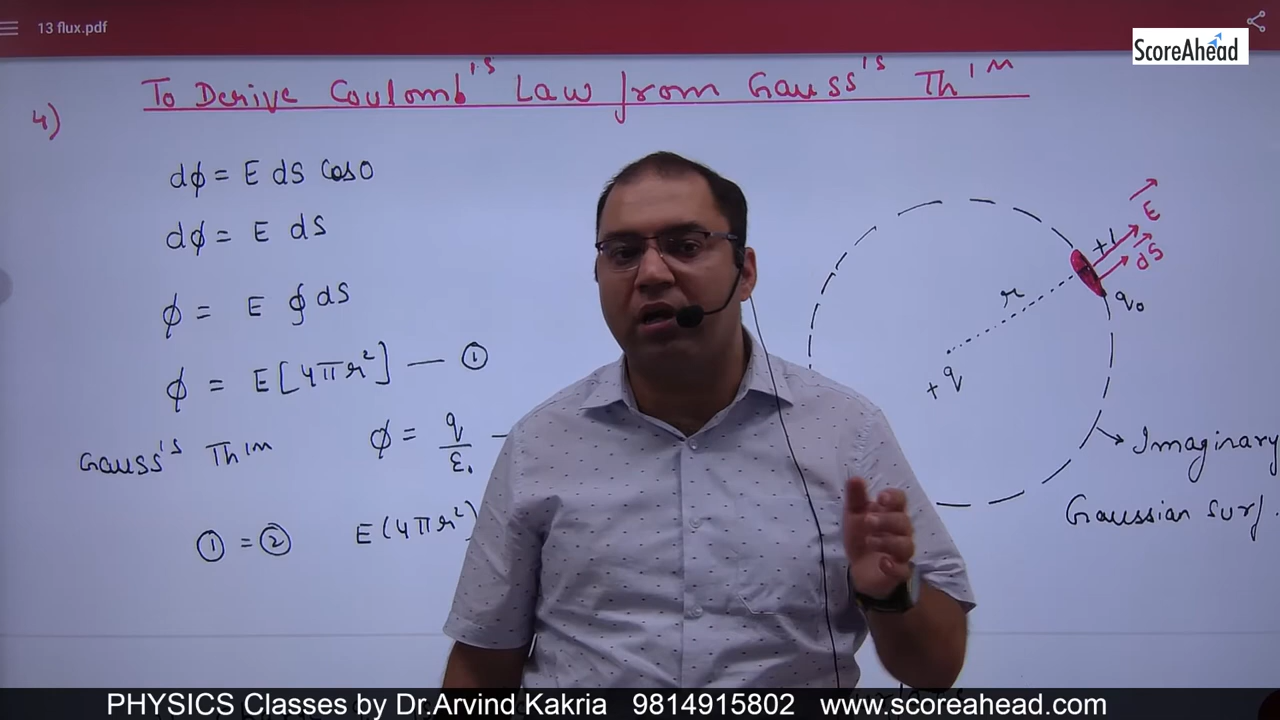 13 flux.pdf
ScoreAhead
To Derive Coulomb's Law from Gauss's Th'm
4)
dϕ = E dS Cos0
dϕ = E dS
ϕ = E ∮ dS
ϕ = E[4πr²] — ①
Gauss's Th'm ϕ = q/ε₀ —
① = ② E(4πr²)
E
+1
dS
q₀
r
+q
Imaginary
Gaussian Surf.
PHYSICS Classes by Dr.Arvind Kakria 9814915802 www.scoreahead.com